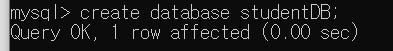 mysql> create database studentDB;
Query OK, 1 row affected (0.00 sec)